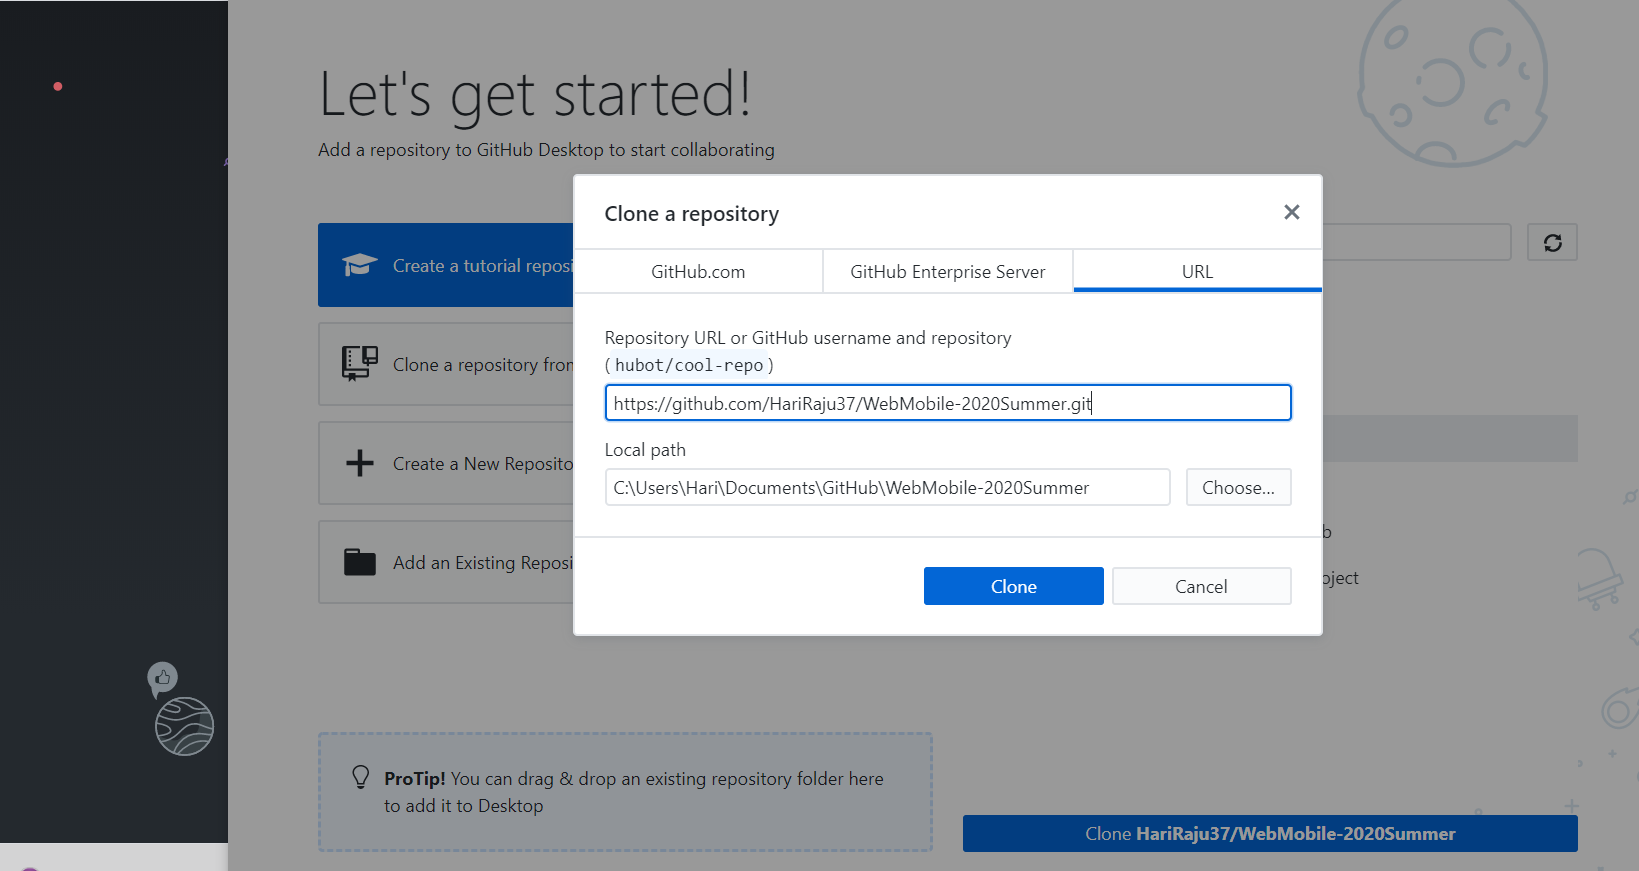 Let's get started!
Add a repository to GitHub Desktop to start collaborating
Create a tutorial reposi
Clone a repository from
Create a New Reposito
Add an Existing Reposi
Clone a repository
GitHub.com
GitHub Enterprise Server
URL
Repository URL or GitHub username and repository
(hubot/cool-repo)
https://github.com/HariRaju37/WebMobile-2020Summer.git
Local path
C:\Users\Hari\Documents\GitHub\WebMobile-2020Summer
Choose...
Clone
Cancel
b
oject
ProTip! You can drag & drop an existing repository folder here
to add it to Desktop
Clone HariRaju37/WebMobile-2020Summer